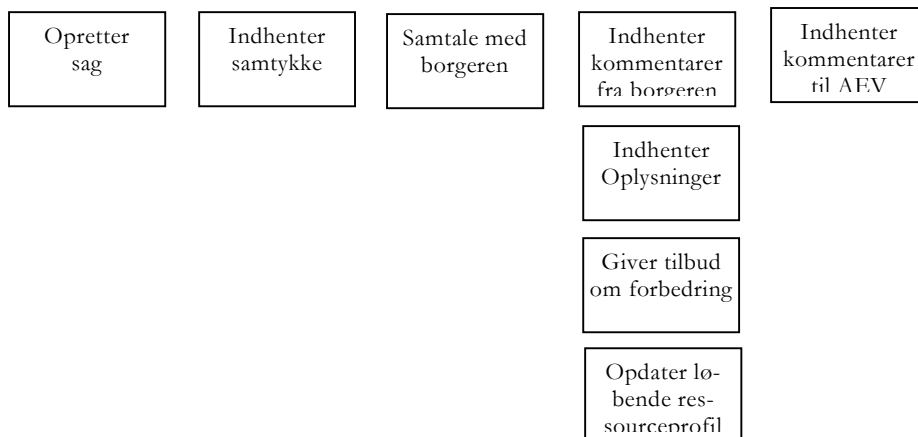 Opretter
sag
Indhenter
samtykke
Samtale med
borgeren
Indhenter
kommentarer
fra borgeren
Indhenter
kommentarer
til AEV
Indhenter
Oplysninger
Giver tilbud
om forbedring
Opdater lø-
bende res-
sourceprofil